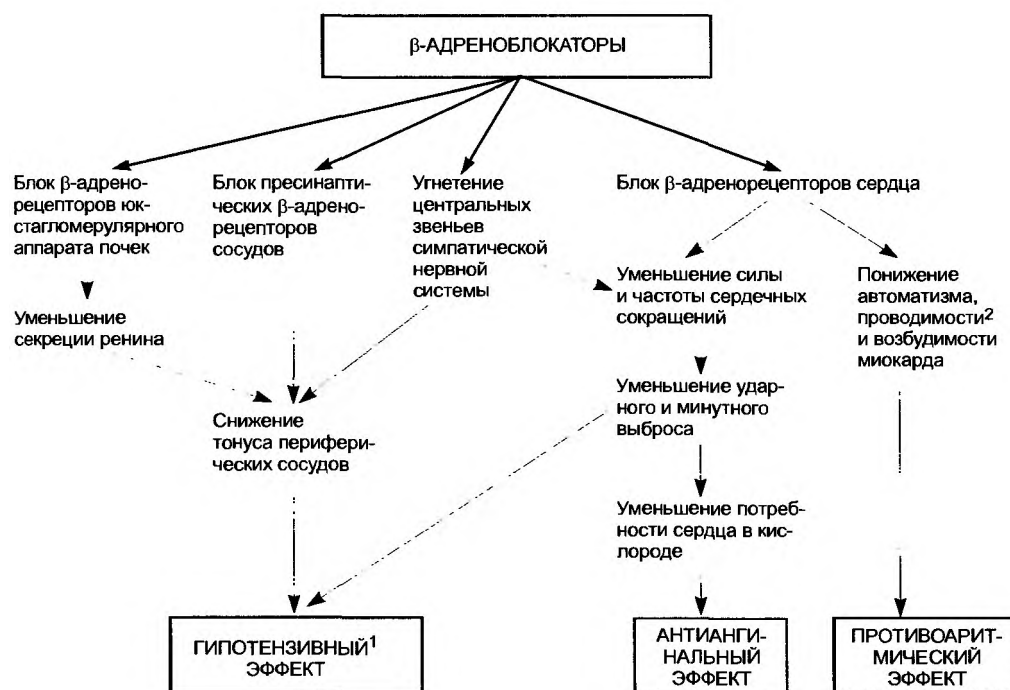 β-АДРЕНОБЛОКАТОРЫ
Блок β-адрено-
рецепторов юк-
стагломерулярного
аппарата почек
Блок пресинапти-
ческих β-адрено-
рецепторов
сосудов
Угнетение
центральных
звеньев
симпатической
нервной
системы
Блок β-адренорецепторов сердца
Уменьшение
секреции ренина
Уменьшение силы
и частоты сердечных
сокращений
Понижение
автоматизма,
проводимости2
и возбудимости
миокарда
Снижение
тонуса перифери-
ческих сосудов
Уменьшение удар-
ного и минутного
выброса
Уменьшение потреб-
ности сердца в кис-
лороде
ГИПОТЕНЗИВНЫЙ1
ЭФФЕКТ
АНТИАНГИ-
НАЛЬНЫЙ
ЭФФЕКТ
ПРОТИВОАРИТ-
МИЧЕСКИЙ
ЭФФЕКТ